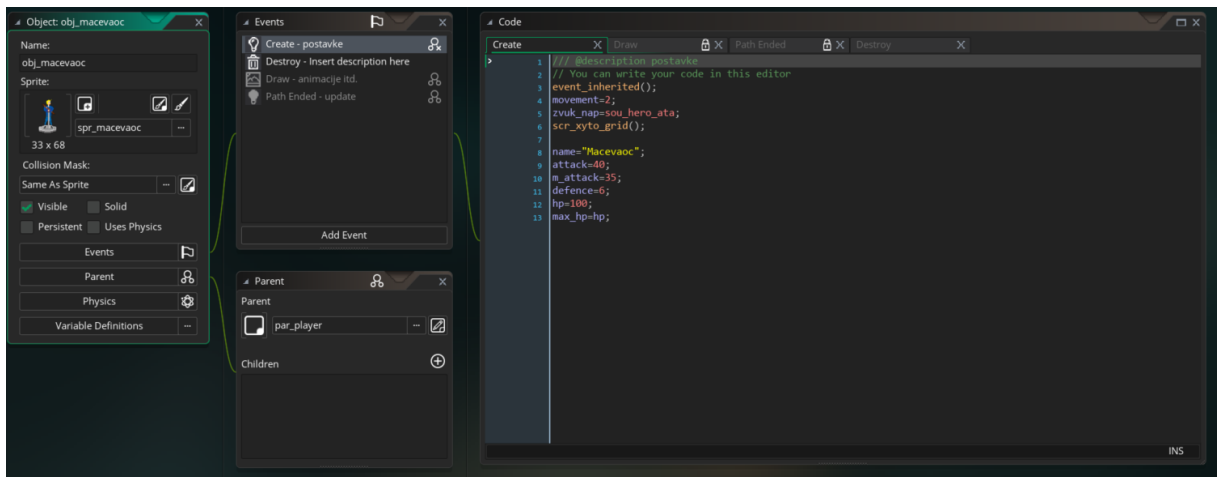 Object: obj_macevaoc
Name:
obj_macevaoc
Sprite:
spr_macevaoc
...
33 x 68
Collision Mask:
Same As Sprite
...
Visible
Solid
Persistent
Uses Physics
Events
Parent
Physics
Variable Definitions
...
Events
Create - postavke
Destroy - Insert description here
Draw - animacije itd.
Path Ended - update
Add Event
Parent
Parent
par_player
...
Children
Code
Create
Draw
Path Ended
Destroy
1 /// @description postavke
2 // You can write your code in this editor
3 event_inherited();
4 movement=2;
5 zvuk_nap=sou_hero_ata;
6 scr_xyto_grid();
7
8 name="Macevaoc";
9 attack=40;
10 m_attack=35;
11 defence=6;
12 hp=100;
13 max_hp=hp;
INS